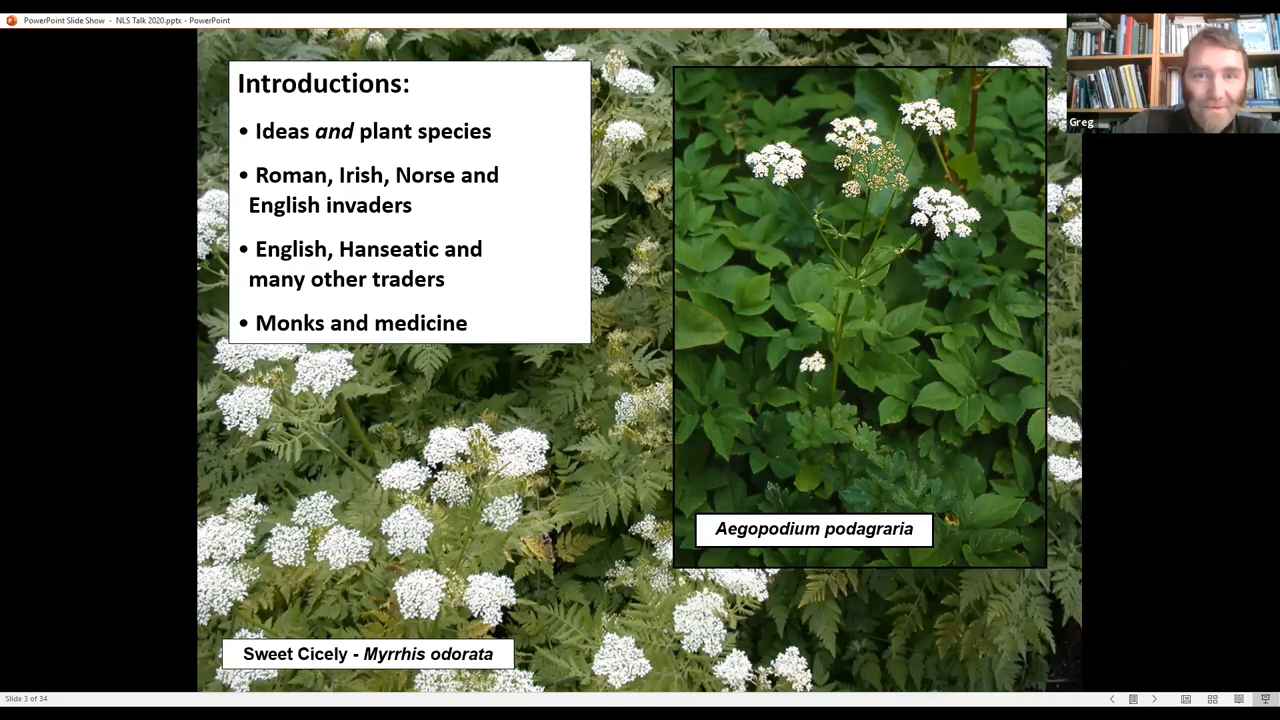 PowerPoint Slide Show - NLS Talk 2020.pptx - PowerPoint
Introductions:
• Ideas and plant species
• Roman, Irish, Norse and
English invaders
• English, Hanseatic and
many other traders
• Monks and medicine
Greg
Aegopodium podagraria
Sweet Cicely - Myrrhis odorata
Slide 3 of 34